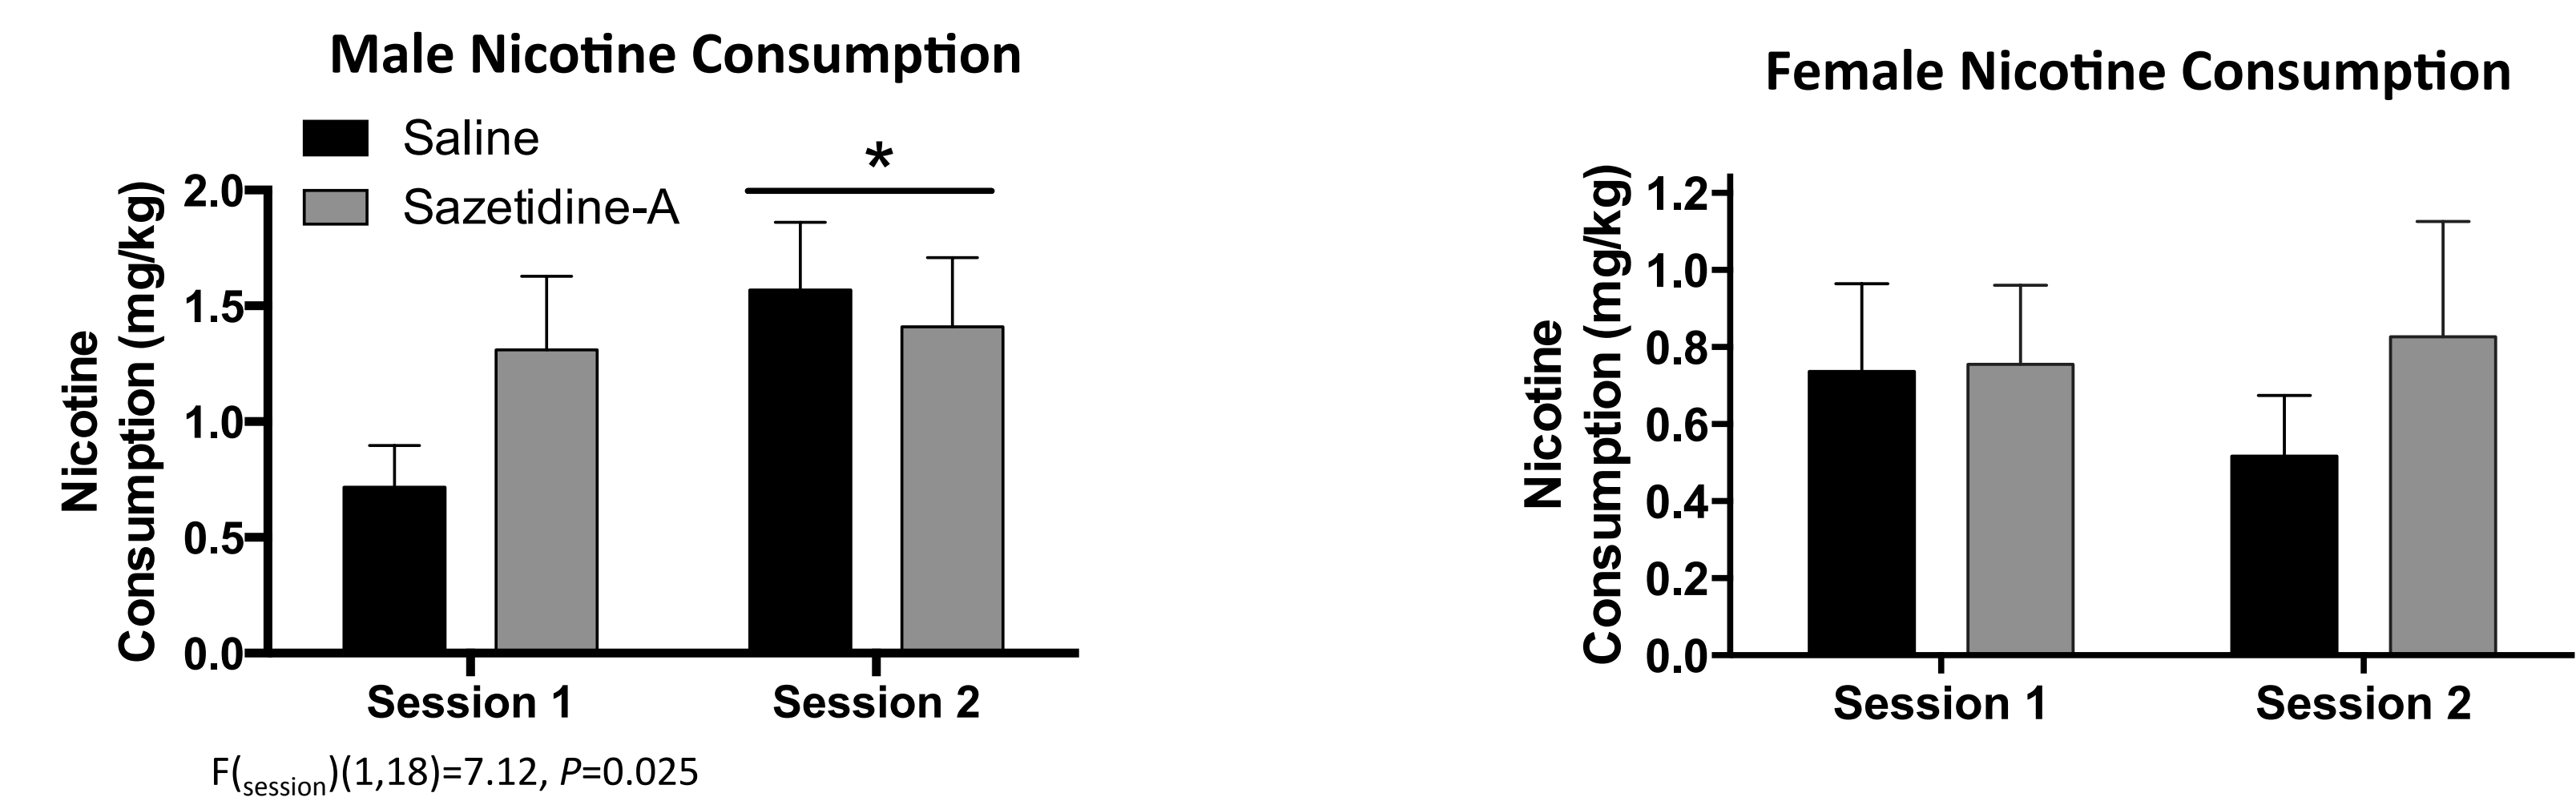 Male Nicotine Consumption
Saline
Sazetidine-A
*
Nicotine
Consumption (mg/kg)
2.0
1.5
1.0
0.5
0.0
Session 1
Session 2
F(session)(1,18)=7.12, P=0.025
Female Nicotine Consumption
Nicotine
Consumption (mg/kg)
1.2
1.0
0.8
0.6
0.4
0.2
0.0
Session 1
Session 2